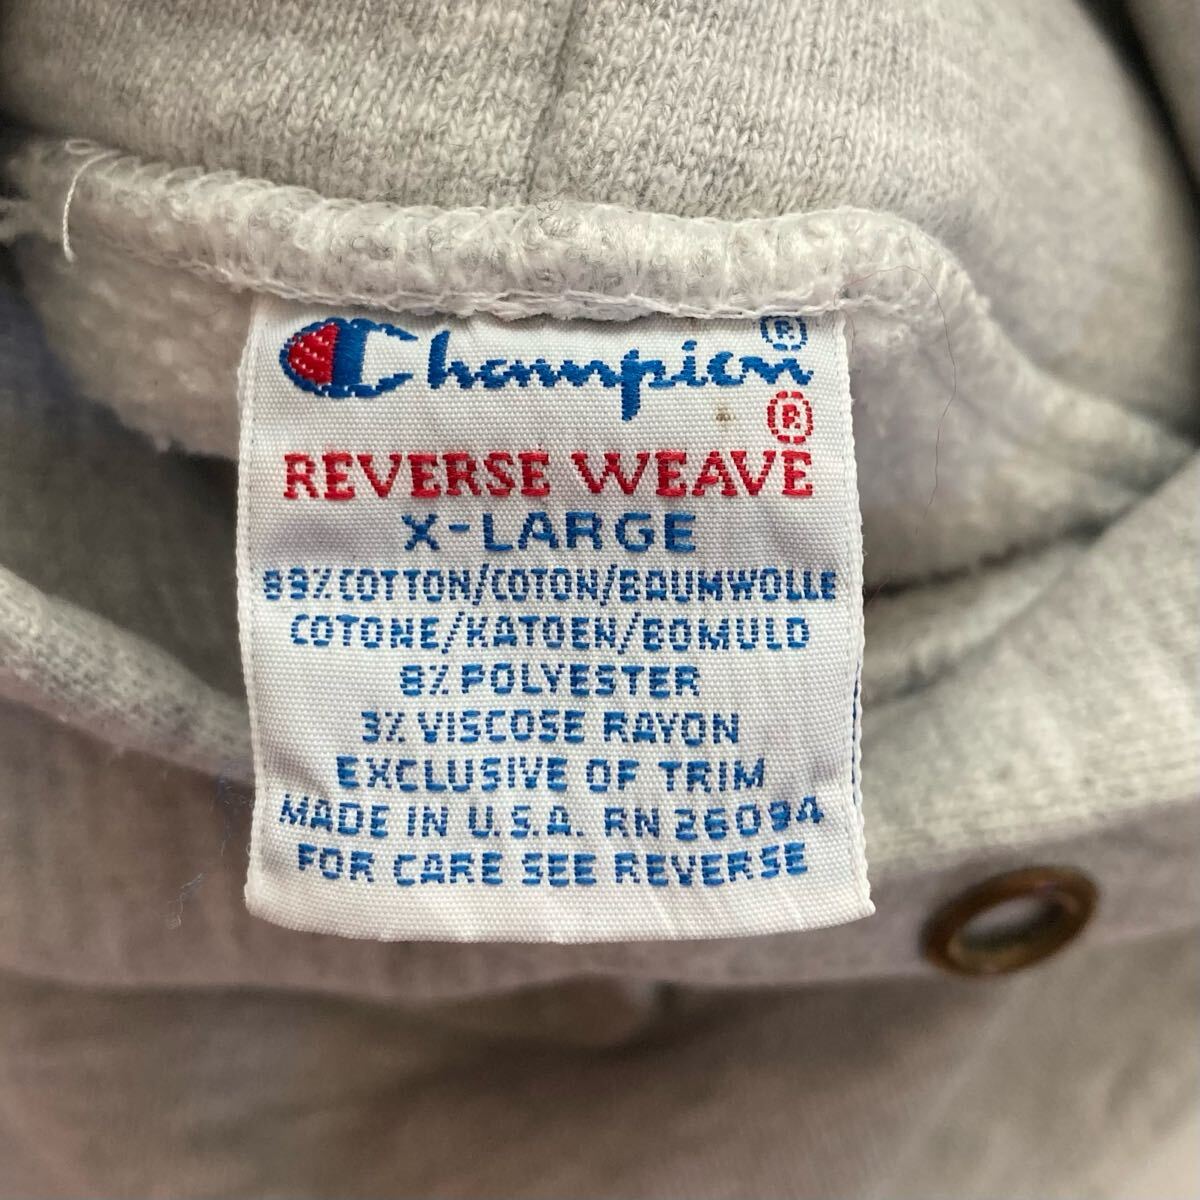 Champion®
®
REVERSE WEAVE
X-LARGE
89% COTTON/COTON/BAUMWOLLE
COTONE/KATOEN/BOMULD
8% POLYESTER
3% VISCOSE RAYON
EXCLUSIVE OF TRIM
MADE IN U.S.A. RN 26094
FOR CARE SEE REVERSE